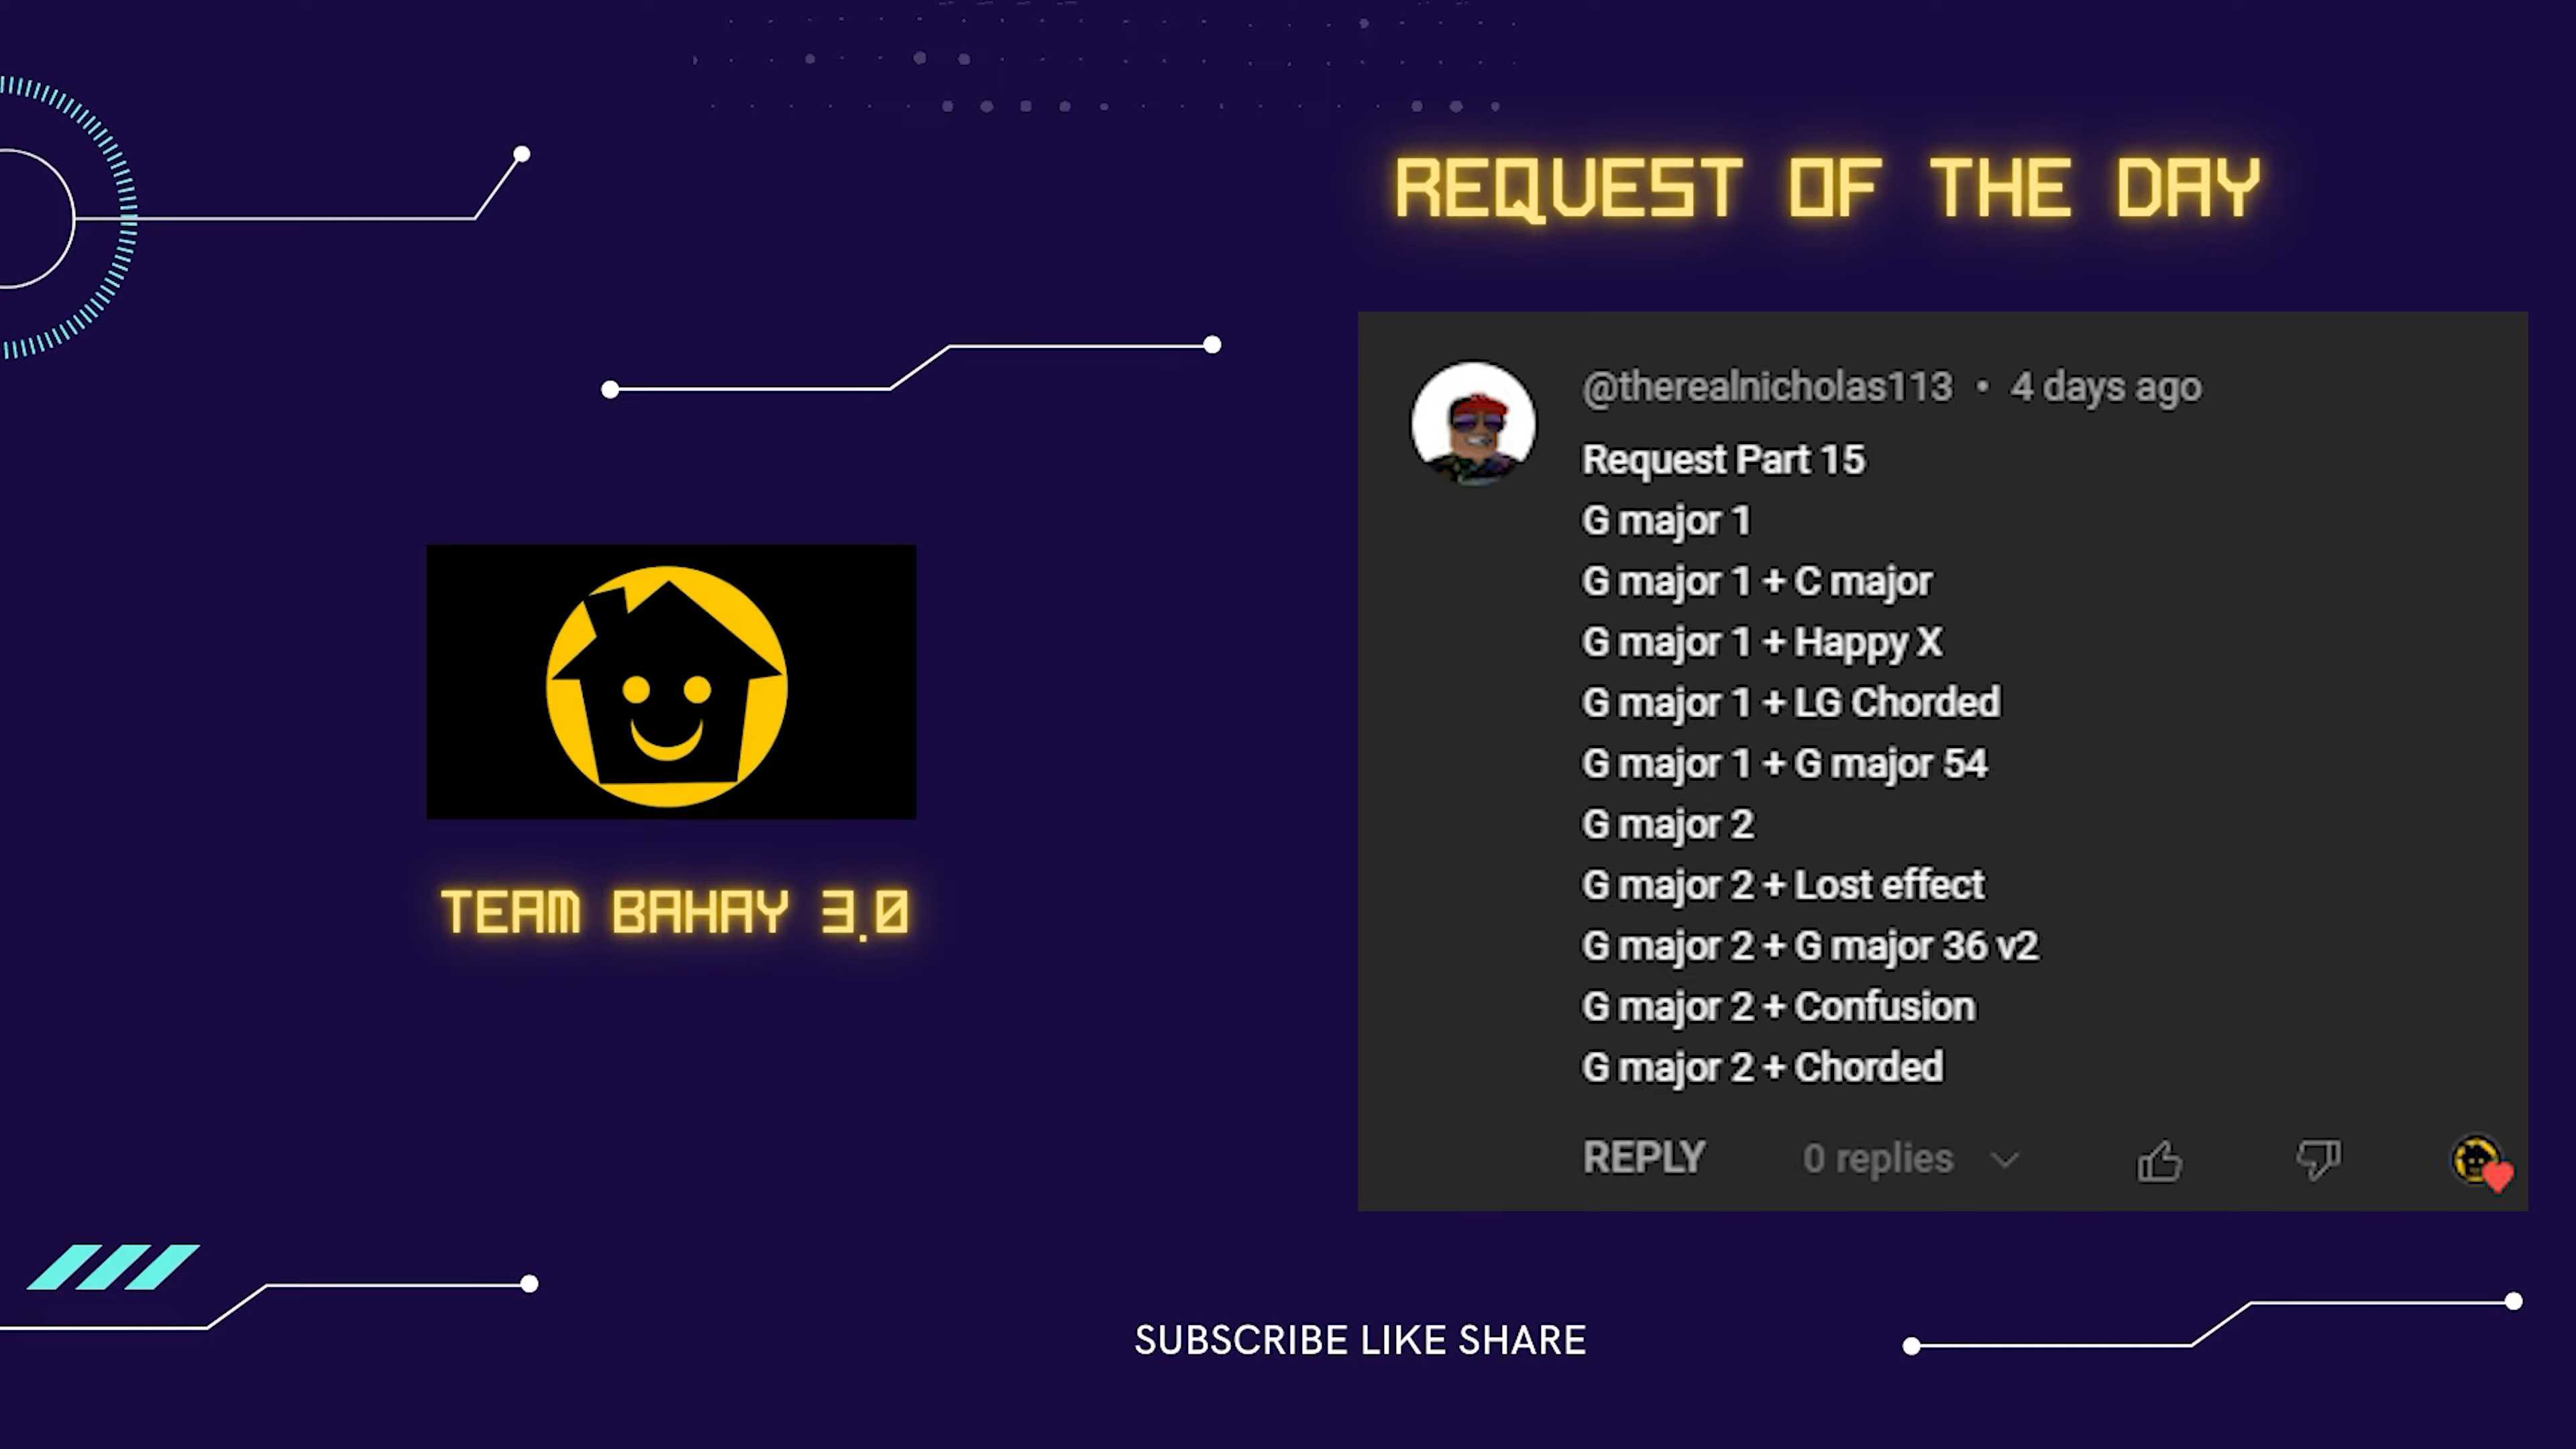 REQUEST OF THE DAY
@therealnicholas113 • 4 days ago
Request Part 15
G major 1
G major 1 + C major
G major 1 + Happy X
G major 1 + LG Chorded
G major 1 + G major 54
G major 2
G major 2 + Lost effect
G major 2 + G major 36 v2
G major 2 + Confusion
G major 2 + Chorded
REPLY 0 replies
TEAM BAHAY 3.0
SUBSCRIBE LIKE SHARE